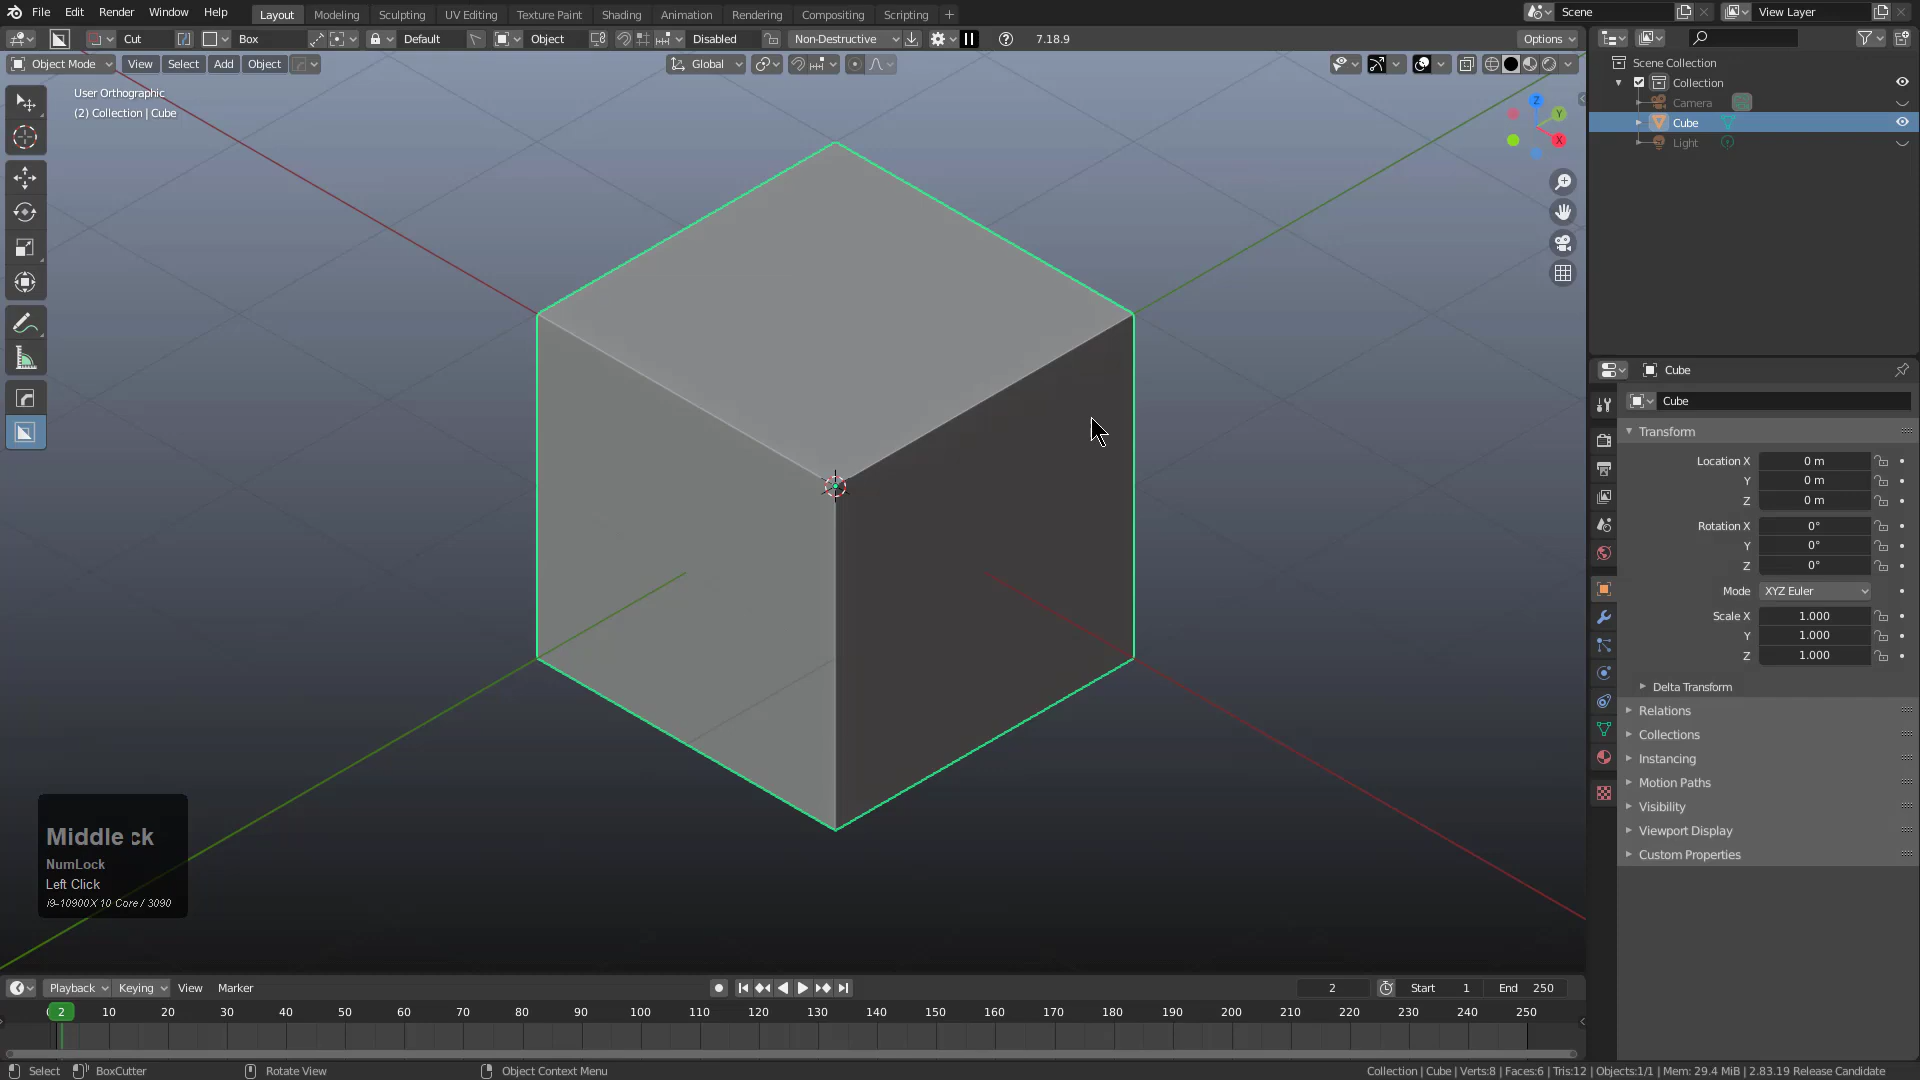 File Edit Render Window Help Layout Modeling Sculpting UV Editing Texture Paint Shading Animation Rendering Compositing Scripting + Scene View Layer
Cut Box Default Object Disabled Non-Destructive 7.18.9 Options
Object Mode View Select Add Object Global
User Orthographic
(2) Collection | Cube
Z
Y
X
Scene Collection
Collection
Camera
Cube
Light
Cube
Cube
Transform
Location X 0 m
Y 0 m
Z 0 m
Rotation X 0°
Y 0°
Z 0°
Mode XYZ Euler
Scale X 1.000
Y 1.000
Z 1.000
Delta Transform
Relations
Collections
Instancing
Motion Paths
Visibility
Viewport Display
Custom Properties
Middle ck
NumLock
Left Click
i9-10900X 10 Core / 3090
Playback Keying View Marker 2 Start 1 End 250
2 10 20 30 40 50 60 70 80 90 100 110 120 130 140 150 160 170 180 190 200 210 220 230 240 250
Select BoxCutter Rotate View Object Context Menu Collection | Cube | Verts:8 | Faces:6 | Tris:12 | Objects:1/1 | Mem: 29.4 MiB | 2.83.19 Release Candidate